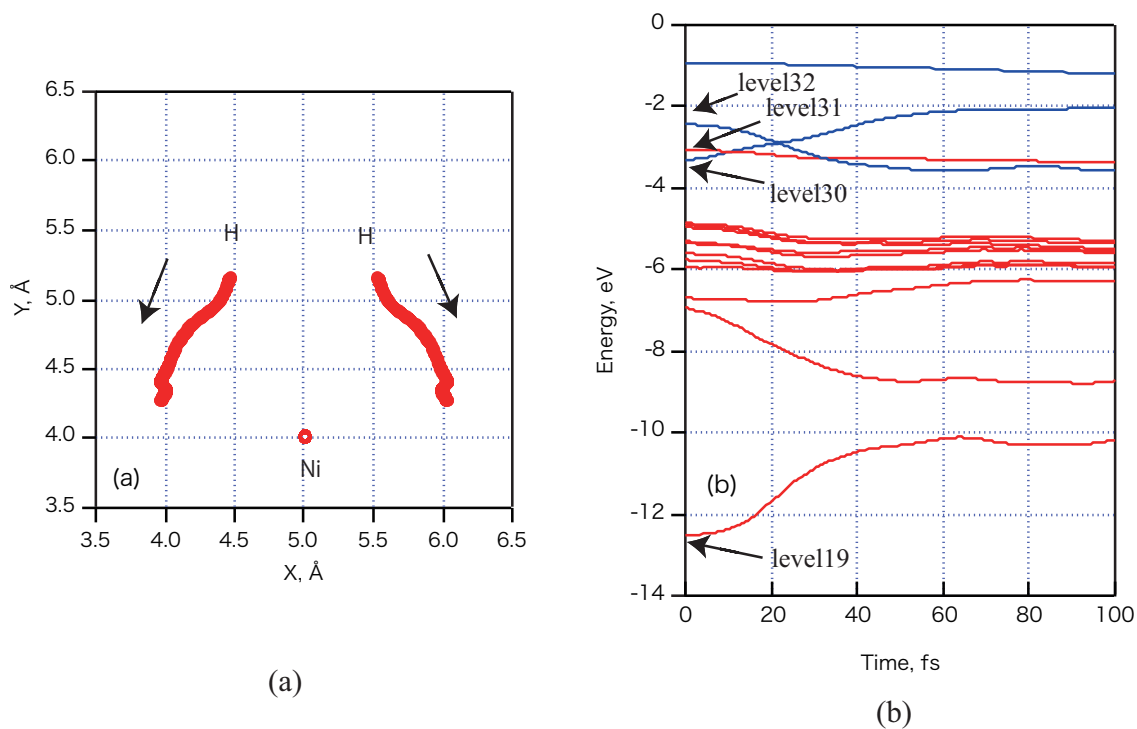 6.5
6.0
5.5
5.0
4.5
4.0
3.5
Y, Å
H H
Ni
(a)
3.5 4.0 4.5 5.0 5.5 6.0 6.5
X, Å
(a)
0
-2
-4
-6
-8
-10
-12
-14
Energy, eV
level32
level31
level30
(b)
level19
0 20 40 60 80 100
Time, fs
(b)